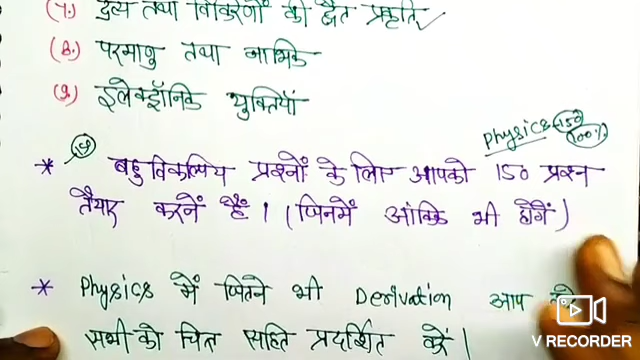 (7.) द्रव्य तथा विकिरणों की द्वैत प्रकृति
(8.) परमाणु तथा नाभिक
(9.) इलेक्ट्रॉनिक युक्तियाँ
Physics 150
100%
* बहुविकल्पिय प्रश्नों के लिए आपको 150 प्रश्न
तैयार करनें हैं। (जिनमें आंकिक भी होगें)
* Physics में जितने भी Derivation आप
सभी को चित्र सहित प्रदर्शित करें।
V RECORDER